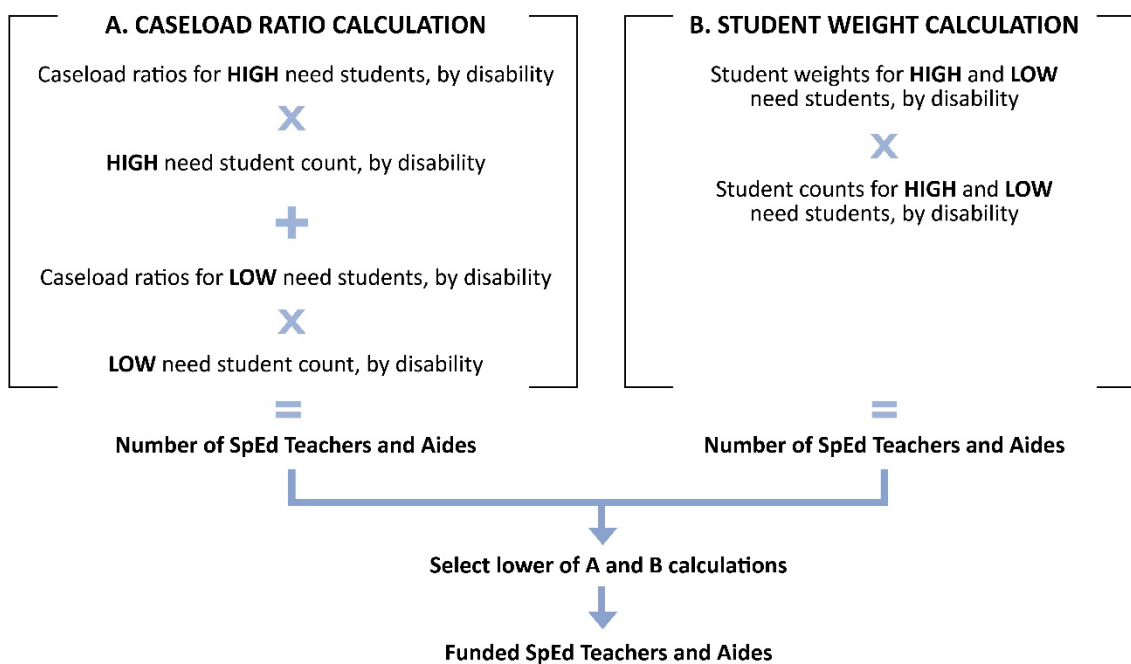 A. CASELOAD RATIO CALCULATION
Caseload ratios for HIGH need students, by disability
X
HIGH need student count, by disability
+
Caseload ratios for LOW need students, by disability
X
LOW need student count, by disability
=
Number of SpEd Teachers and Aides
B. STUDENT WEIGHT CALCULATION
Student weights for HIGH and LOW
need students, by disability
X
Student counts for HIGH and LOW
need students, by disability
=
Number of SpEd Teachers and Aides
Select lower of A and B calculations
Funded SpEd Teachers and Aides